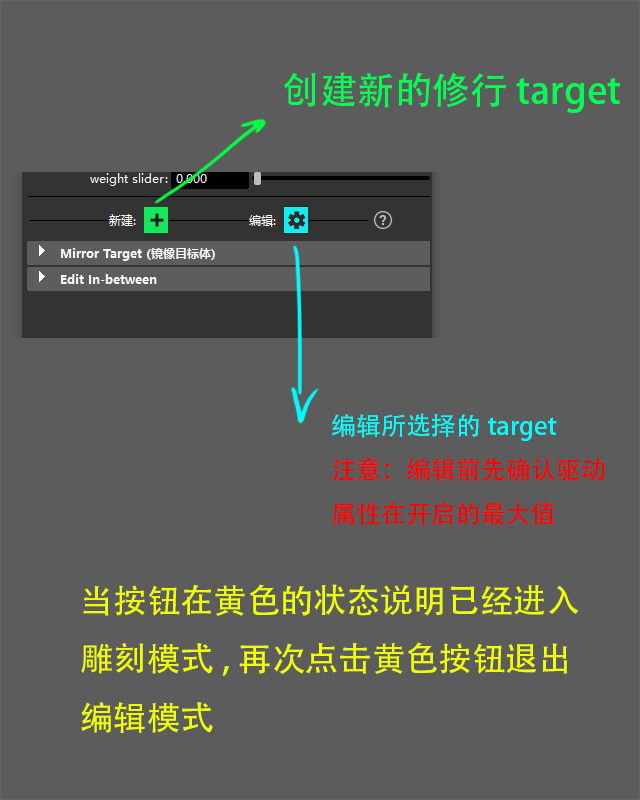 创建新的修行 target
weight slider: 0.000
新建: 编辑: ?
Mirror Target (镜像目标体)
Edit In-between
编辑所选择的 target
注意：编辑前先确认驱动
属性在开启的最大值
当按钮在黄色的状态说明已经进入
雕刻模式 , 再次点击黄色按钮退出
编辑模式